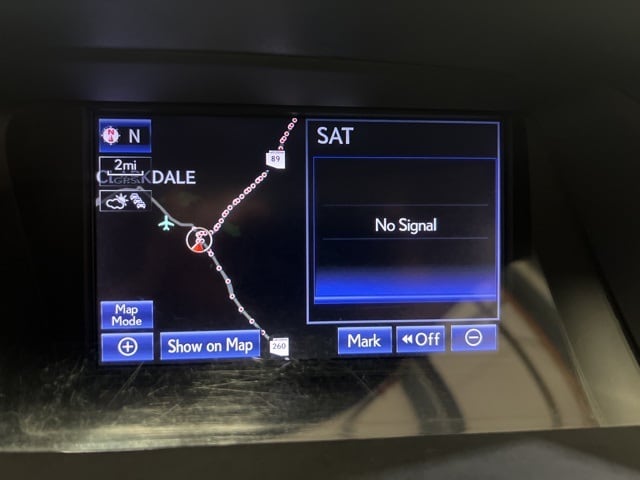 N
SAT
89
2mi
DALE
No Signal
Map
Mode
Show on Map
260
Mark
Off